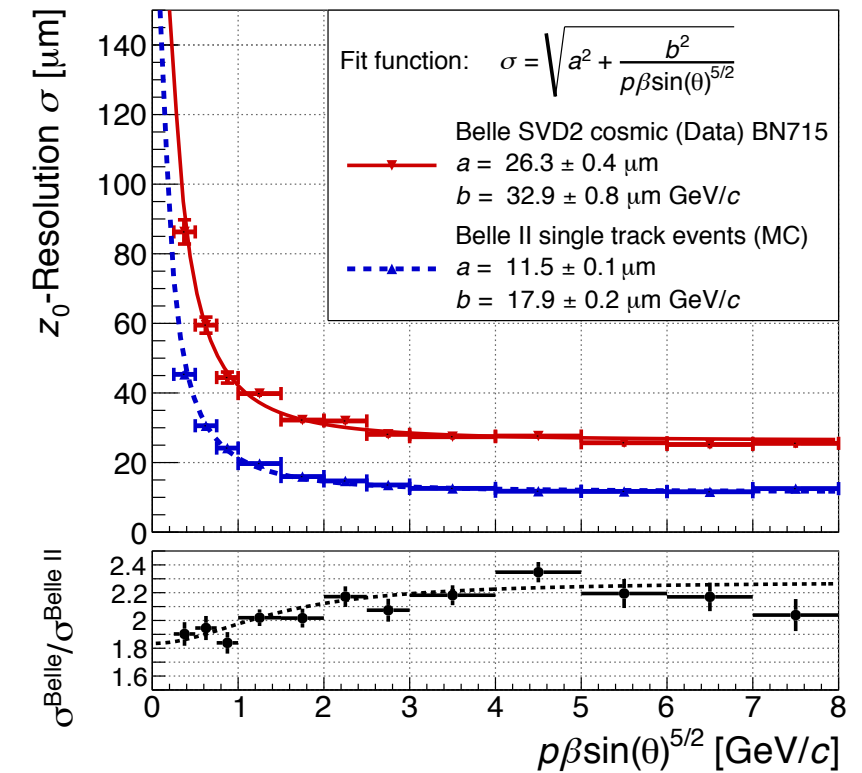 z₀-Resolution σ [μm]
140
120
100
80
60
40
20
0
Fit function: σ = √(a² + b²/pβsin(θ)^5/2)
Belle SVD2 cosmic (Data) BN715
a = 26.3 ± 0.4 μm
b = 32.9 ± 0.8 μm GeV/c
Belle II single track events (MC)
a = 11.5 ± 0.1 μm
b = 17.9 ± 0.2 μm GeV/c
σ^Belle/σ^Belle II
2.4
2.2
2
1.8
1.6
0 1 2 3 4 5 6 7 8
pβsin(θ)^5/2 [GeV/c]